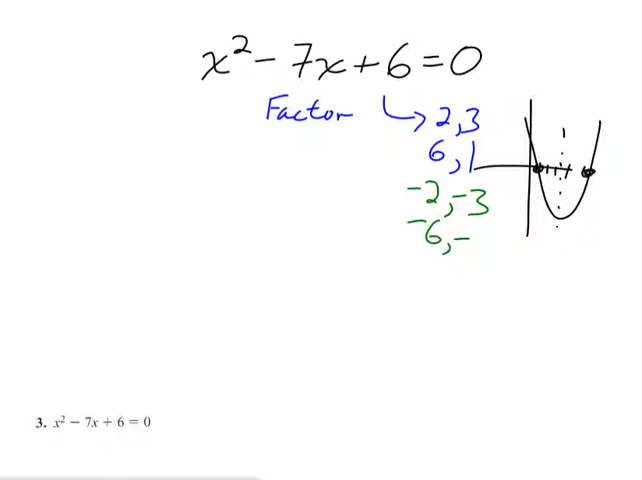 x² − 7x + 6 = 0
Factor ↳ 2, 3
6, 1
−2, −3
−6, −
3. x² − 7x + 6 = 0